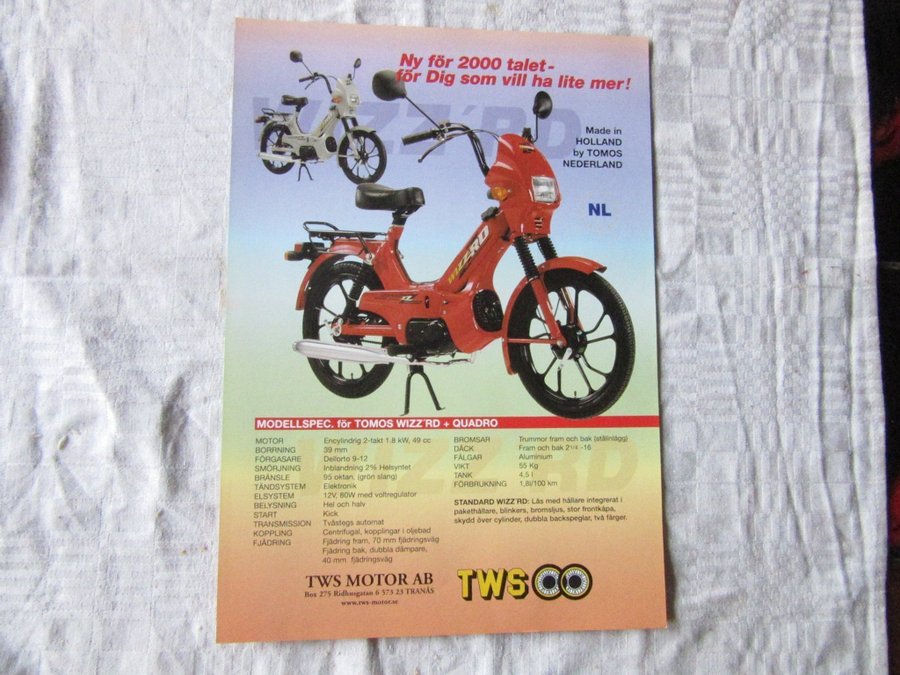 Ny för 2000 talet -
för Dig som vill ha lite mer!
WIZZ'RD
Made in
HOLLAND
by TOMOS
NEDERLAND
NL
WIZZ'RD
MODELLSPEC. för TOMOS WIZZ'RD + QUADRO
MOTOR Encylindrig 2-takt 1.8 kW, 49 cc
BORRNING 39 mm
FÖRGASARE Dellorto 9-12
SMÖRJNING Inblandning 2% Helsyntet
BRÄNSLE 95 oktan, (grön slang)
TÄNDSYSTEM Elektronik
ELSYSTEM 12V, 80W med voltregulator
BELYSNING Hel och halv
START Kick
TRANSMISSION Tvåstegs automat
KOPPLING Centrifugal, kopplingar i oljebad
FJÄDRING Fjädring fram, 70 mm fjädringsväg
Fjädring bak, dubbla dämpare,
40 mm. fjädringsväg
BROMSAR Trummor fram och bak (stålinlägg)
DÄCK Fram och bak 2 1/4 -16
FÄLGAR Aluminium
VIKT 55 Kg
TANK 4,5 l
FÖRBRUKNING 1,8l/100 km
STANDARD WIZZ'RD: Lås med hållare integrerat i
pakethållare, blinkers, bromsljus, stor frontkåpa,
skydd över cylinder, dubbla backspeglar, två färger.
WIZZ'RD
TWS MOTOR AB
Box 275 Ridhusgatan 6 573 23 TRANÅS
www.tws-motor.se
TWS